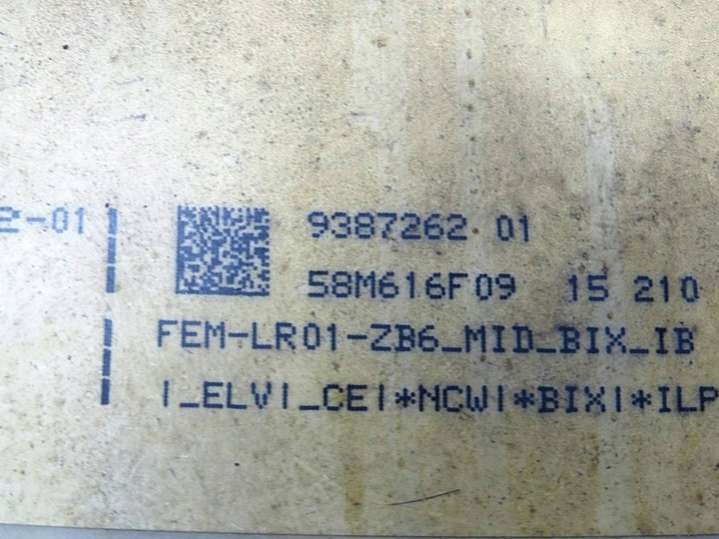 2-01 9387262 01
58M616F09 15 210
FEM-LR01-ZB6_MID_BIX_IB
|_ELV|_CE|*NCW|*BIX|*ILP